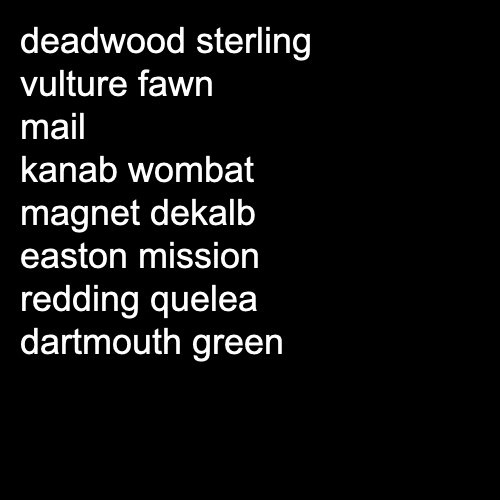 deadwood sterling
vulture fawn
mail
kanab wombat
magnet dekalb
easton mission
redding quelea
dartmouth green